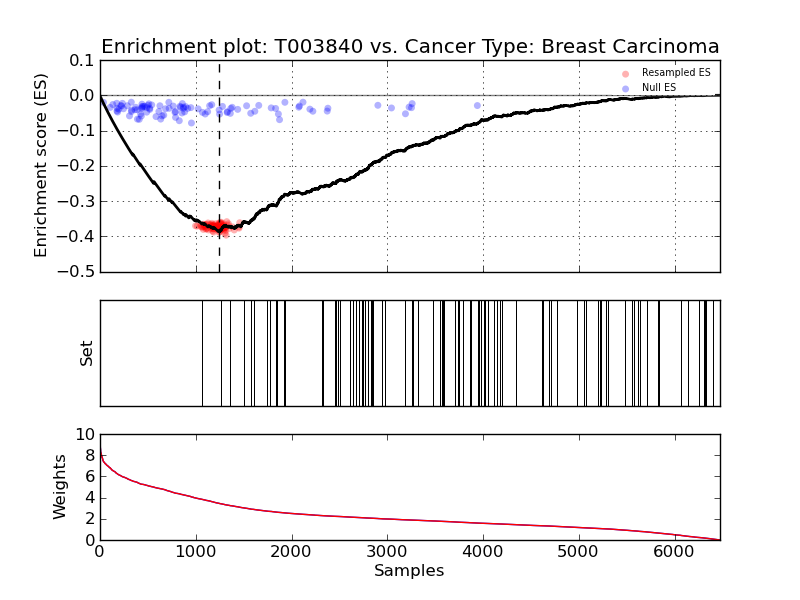 Enrichment plot: T003840 vs. Cancer Type: Breast Carcinoma
Enrichment score (ES)
0.1
0.0
−0.1
−0.2
−0.3
−0.4
−0.5
Resampled ES
Null ES
Set
Weights
10
8
6
4
2
0
0 1000 2000 3000 4000 5000 6000
Samples